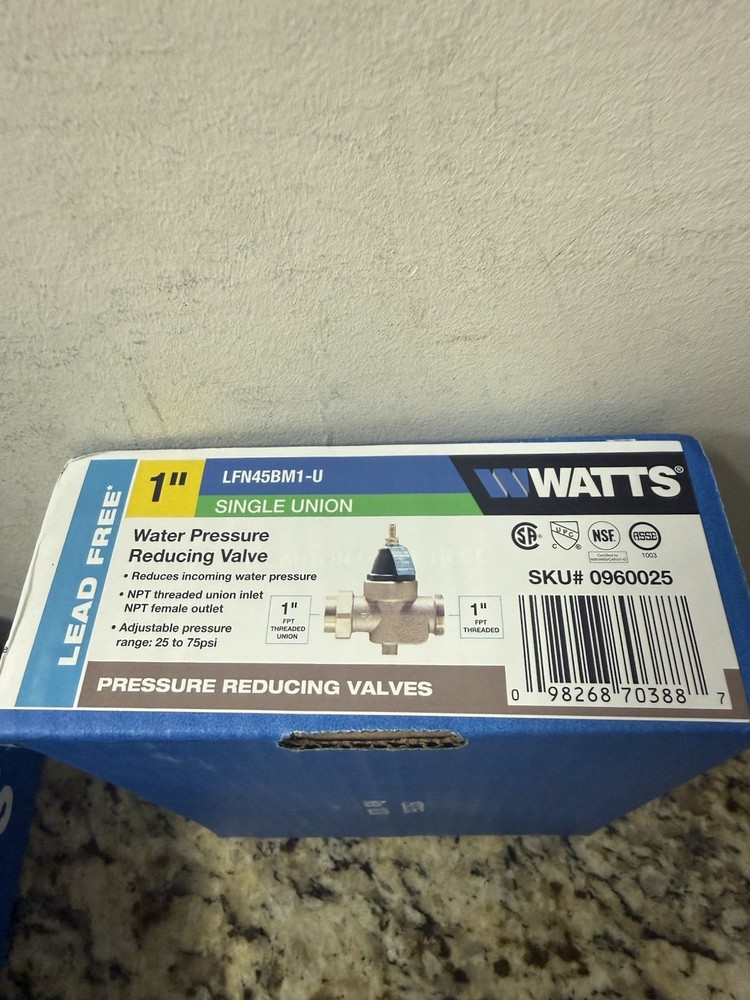 LEAD FREE*
1"
LFN45BM1-U
SINGLE UNION
WATTS®
Water Pressure
Reducing Valve
• Reduces incoming water pressure
• NPT threaded union inlet
NPT female outlet
• Adjustable pressure
range: 25 to 75psi
1"
FPT
THREADED
UNION
1"
FPT
THREADED
SA
UPC
C
NSF
ASSE
1003
SKU# 0960025
0 98268 70388 7
PRESSURE REDUCING VALVES